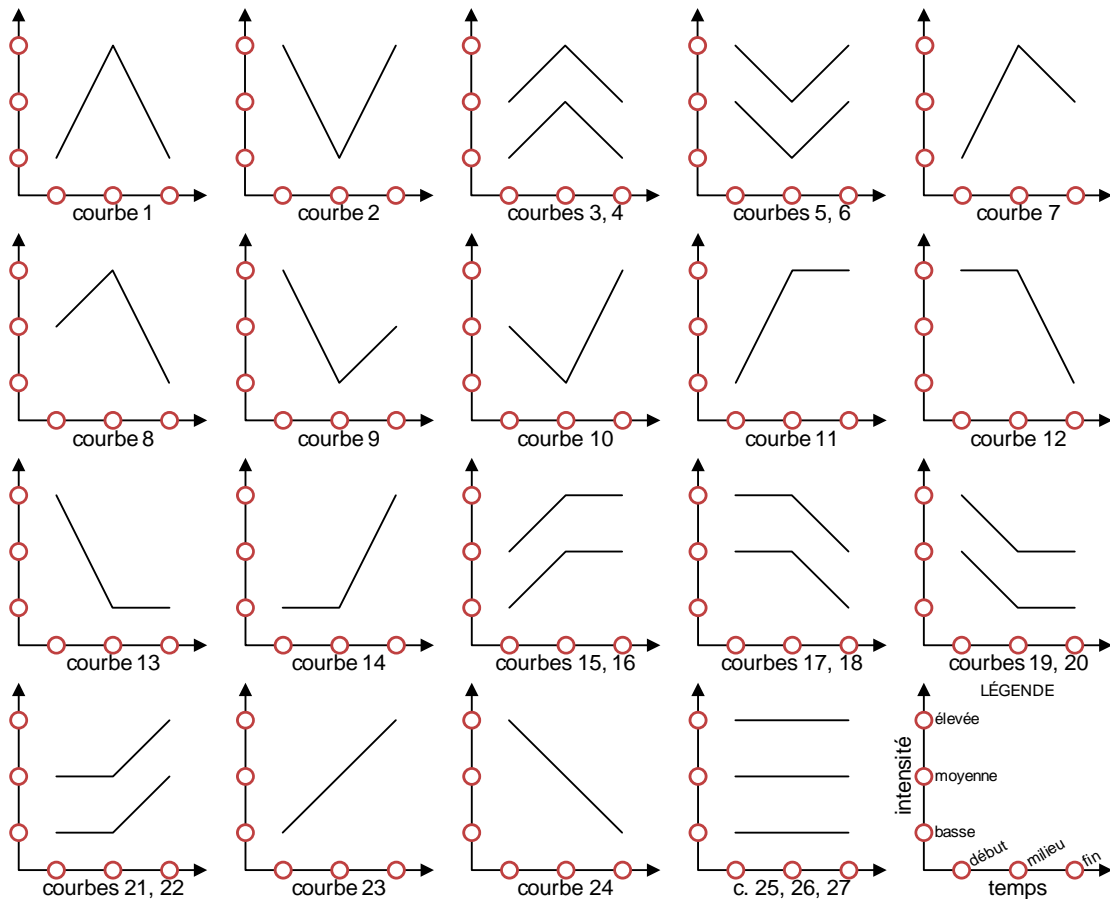 courbe 1
courbe 2
courbes 3, 4
courbes 5, 6
courbe 7
courbe 8
courbe 9
courbe 10
courbe 11
courbe 12
courbe 13
courbe 14
courbes 15, 16
courbes 17, 18
courbes 19, 20
courbes 21, 22
courbe 23
courbe 24
c. 25, 26, 27
LÉGENDE
intensité
élevée
moyenne
basse
début
milieu
fin
temps